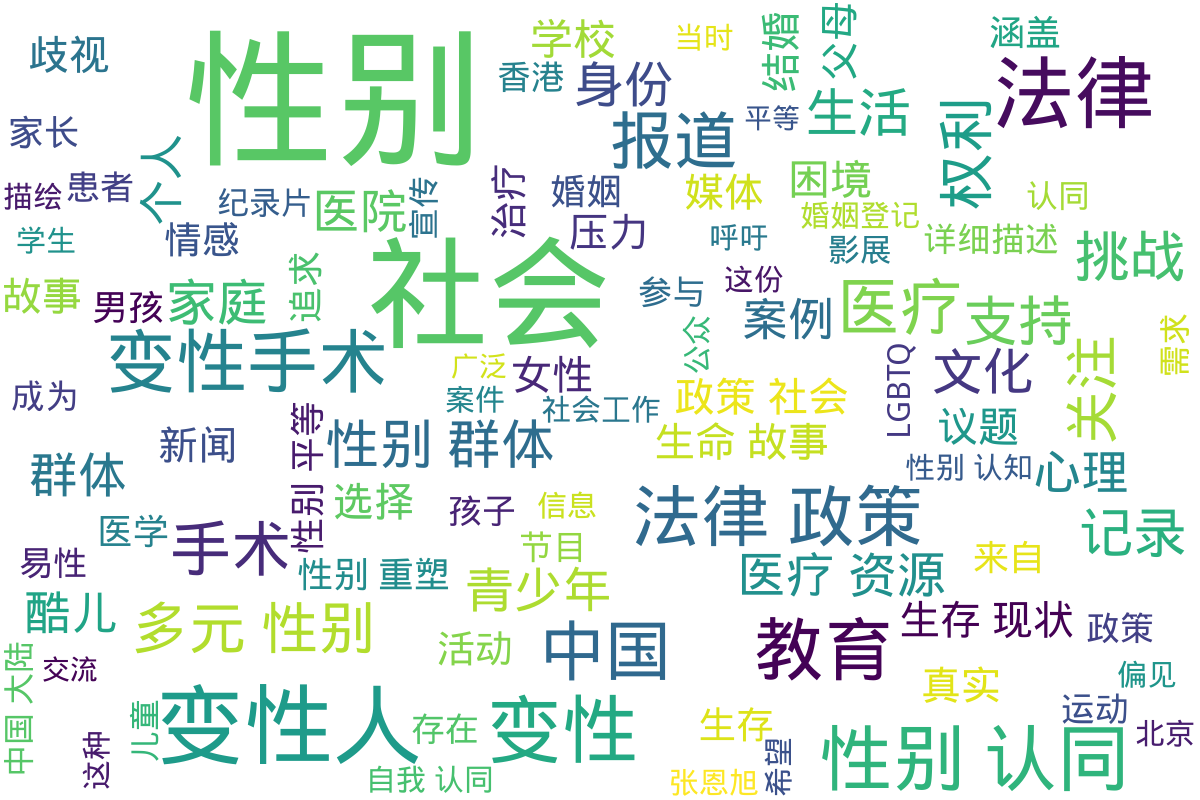 性别
学校
当时
结婚
父母
涵盖
歧视
香港
身份
法律
生活
平等
报道
权利
家长
个人
患者
描绘
纪录片
医院
宣传
治疗
婚姻
媒体
困境
认同
婚姻登记
学生
情感
压力
呼吁
影展
详细描述
挑战
社会
追求
故事
男孩
家庭
参与
这份
案例
医疗
支持
变性手术
公众
需求
广泛
女性
LGBTQ
文化
关注
成为
案件
社会工作
政策 社会
平等
新闻
性别 群体
生命 故事
议题
群体
性别 认知
心理
性别
选择
孩子
信息
法律 政策
医学
手术
节目
记录
易性
性别 重塑
青少年
医疗 资源
来自
酷儿
多元 性别
活动
中国
教育
生存 现状
政策
中国 大陆
交流
偏见
真实
变性人
变性
儿童
存在
生存
运动
北京
这种
性别 认同
希望
自我 认同
张恩旭